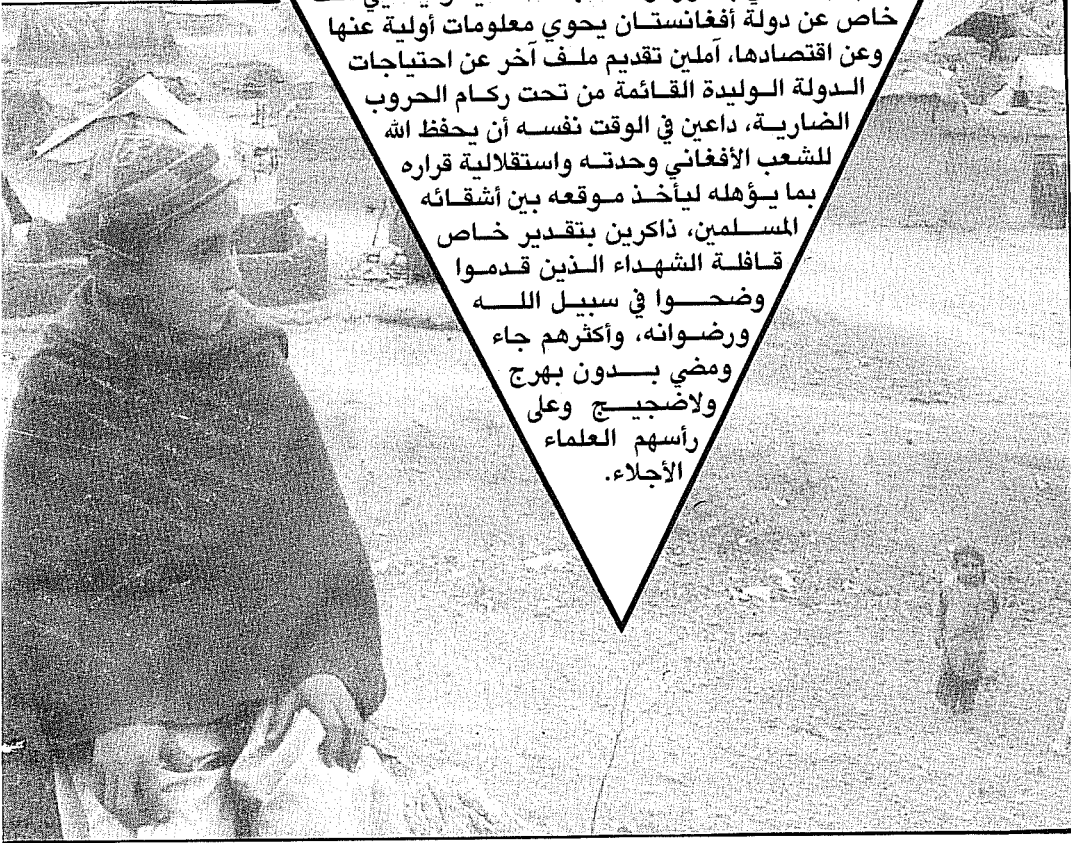 خاص عن دولة أفغانستان يحوي معلومات أولية عنها
وعن اقتصادها، آملين تقديم ملف آخر عن احتياجات
الدولة الوليدة القائمة من تحت ركام الحروب
الضارية، داعين في الوقت نفسه أن يحفظ الله
للشعب الأفغاني وحدته واستقلالية قراره
بما يؤهله ليأخذ موقعه بين أشقائه
المسلمين، ذاكرين بتقدير خاص
قافلة الشهداء الذين قدموا
وضحوا في سبيل الله
ورضوانه، وأكثرهم جاء
ومضي بدون بهرج
ولاضجيج وعلى
رأسهم العلماء
الأجلاء.